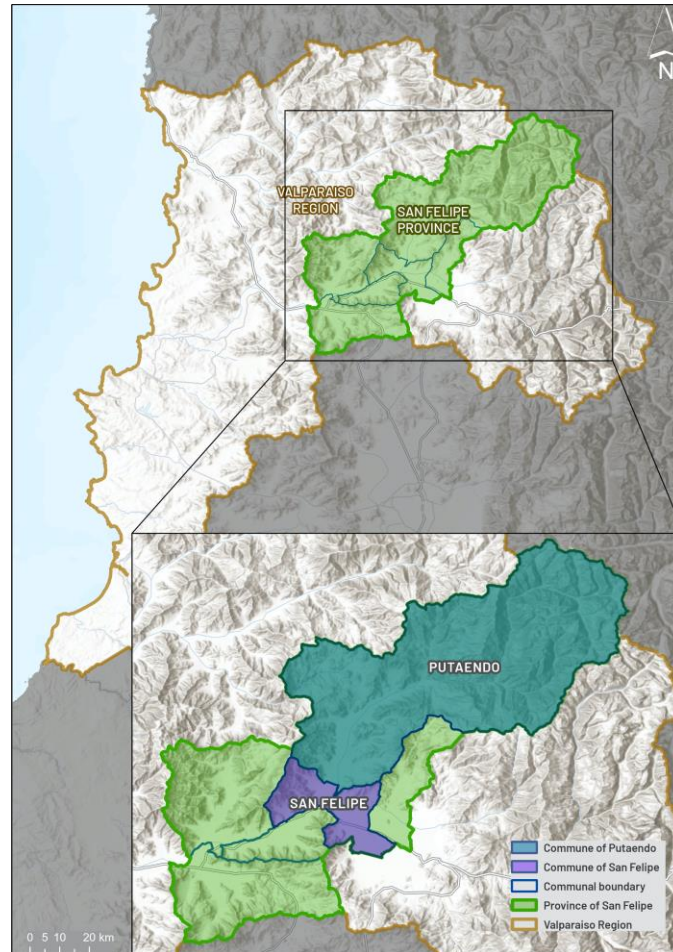 N
VALPARAISO
REGION
SAN FELIPE
PROVINCE
PUTAENDO
SAN FELIPE
Commune of Putaendo
Commune of San Felipe
Communal boundary
Province of San Felipe
Valparaiso Region
0 5 10 20 km